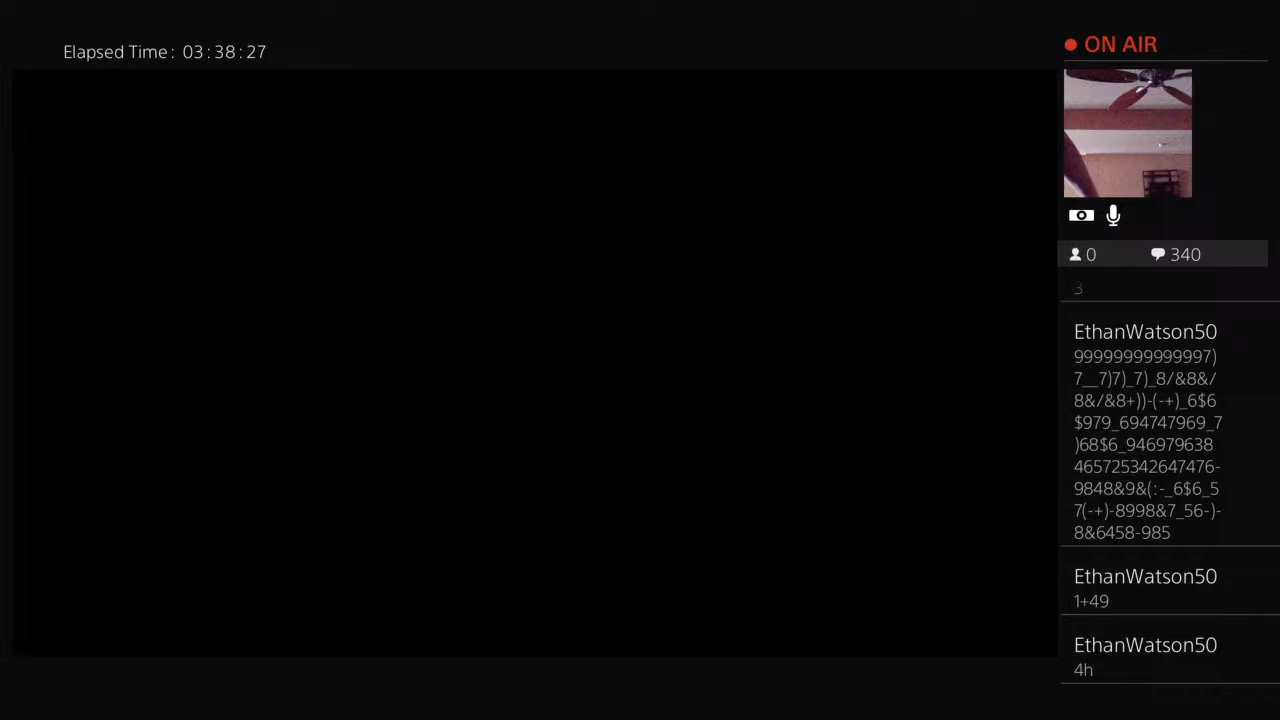 Elapsed Time: 03:38:27
ON AIR
0 340
3
EthanWatson50
99999999999997)
7__7)7)_7)_8/&8&/
8&/&8+))-(-+)_6$6
$979_694747969_7
)68$6_946979638
465725342647476-
9848&9&(:-_6$6_5
7(-+)-8998&7_56-)-
8&6458-985
EthanWatson50
1+49
EthanWatson50
4h